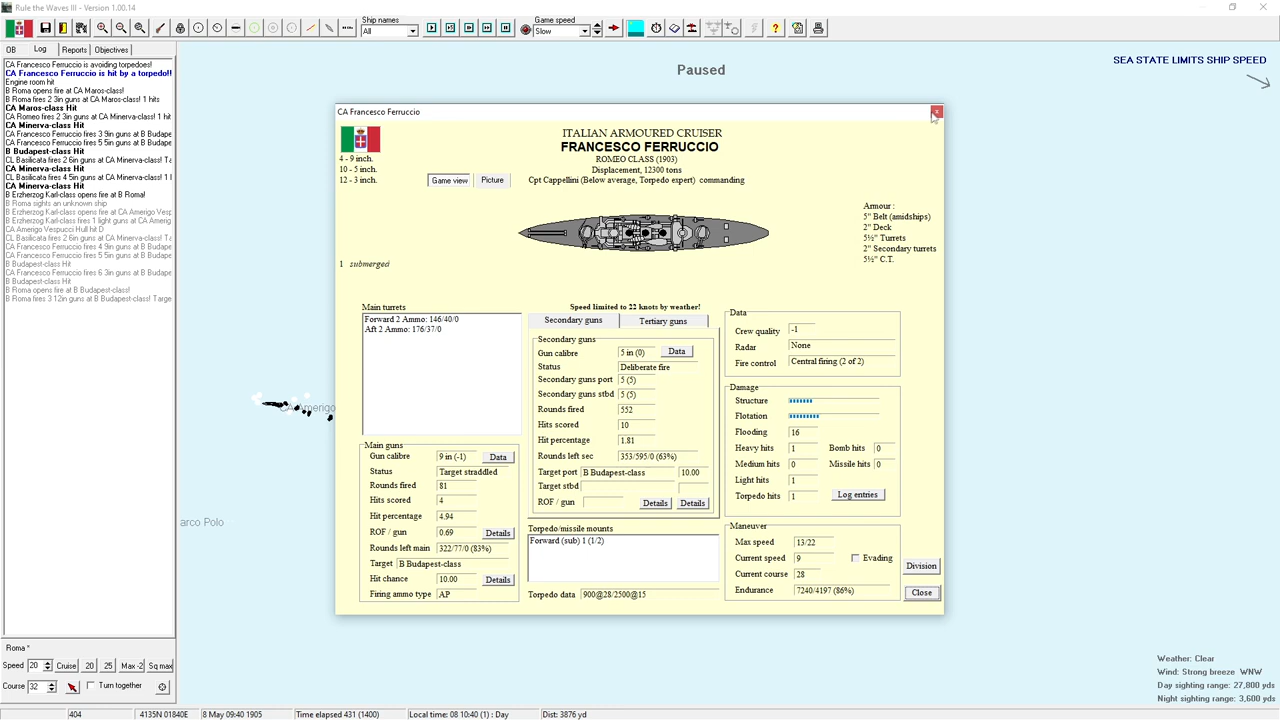 Rule the Waves III - Version 1.00.14
Ship names
All
Game speed
Slow
OB
Log
Reports
Objectives
CA Francesco Ferruccio is avoiding torpedoes!
CA Francesco Ferruccio is hit by a torpedo!!
Engine room hit
B Roma opens fire at CA Maros-class!
B Roma fires 2 3in guns at CA Maros-class! 1 hits
CA Maros-class Hit
CA Romeo fires 2 3in guns at CA Minerva-class! 1 hit
CA Minerva-class Hit
CA Francesco Ferruccio fires 3 9in guns at B Budape
CA Francesco Ferruccio fires 5 5in guns at B Budape
B Budapest-class Hit
CL Basilicata fires 2 6in guns at CA Minerva-class! Ta
CA Minerva-class Hit
CL Basilicata fires 4 5in guns at CA Minerva-class! 1 l
CA Minerva-class Hit
B Erzherzog Karl-class opens fire at B Roma!
B Roma sights an unknown ship
B Erzherzog Karl-class opens fire at CA Amerigo Vesp
B Erzherzog Karl-class fires 1 light guns at CA Amerig
CA Amerigo Vespucci Hull hit D
CL Basilicata fires 2 6in guns at CA Minerva-class! Ta
CA Francesco Ferruccio fires 4 9in guns at B Budape
CA Francesco Ferruccio fires 5 5in guns at B Budape
B Budapest-class Hit
CA Francesco Ferruccio fires 6 3in guns at B Budape
B Budapest-class Hit
B Roma opens fire at B Budapest-class!
B Roma fires 3 12in guns at B Budapest-class! Targe
Paused
SEA STATE LIMITS SHIP SPEED
CA Francesco Ferruccio
x
4 - 9 inch.
10 - 5 inch.
12 - 3 inch.
Game view
Picture
ITALIAN ARMOURED CRUISER
FRANCESCO FERRUCCIO
ROMEO CLASS (1903)
Displacement, 12300 tons
Cpt Cappellini (Below average, Torpedo expert) commanding
Armour :
5" Belt (amidships)
2" Deck
5½" Turrets
2" Secondary turrets
5½" C.T.
1 submerged
Speed limited to 22 knots by weather!
Main turrets
Forward 2 Ammo: 146/40/0
Aft 2 Ammo: 176/37/0
Main guns
Gun calibre 9 in (-1) Data
Status Target straddled
Rounds fired 81
Hits scored 4
Hit percentage 4.94
ROF / gun 0.69 Details
Rounds left main 322/77/0 (83%)
Target B Budapest-class
Hit chance 10.00 Details
Firing ammo type AP
Secondary guns
Tertiary guns
Secondary guns
Gun calibre 5 in (0) Data
Status Deliberate fire
Secondary guns port 5 (5)
Secondary guns stbd 5 (5)
Rounds fired 552
Hits scored 10
Hit percentage 1.81
Rounds left sec 353/595/0 (63%)
Target port B Budapest-class 10.00
Target stbd
ROF / gun Details Details
Torpedo/missile mounts
Forward (sub) 1 (1/2)
Torpedo data 900@28/2500@15
Data
Crew quality -1
Radar None
Fire control Central firing (2 of 2)
Damage
Structure
Flotation
Flooding 16
Heavy hits 1 Bomb hits 0
Medium hits 0 Missile hits 0
Light hits 1
Torpedo hits 1 Log entries
Maneuver
Max speed 13/22
Current speed 9 Evading
Current course 28
Endurance 7240/4197 (86%)
Division
Close
CA Amerigo
arco Polo
Roma *
Speed 20 Cruise 20 25 Max -2 Sq max
Course 32 Turn together
Weather: Clear
Wind: Strong breeze WNW
Day sighting range: 27,800 yds
Night sighting range: 3,600 yds
404
4135N 01840E
8 May 09:40 1905
Time elapsed 431 (1400)
Local time: 08 10:40 (1) : Day
Dist: 3876 yd